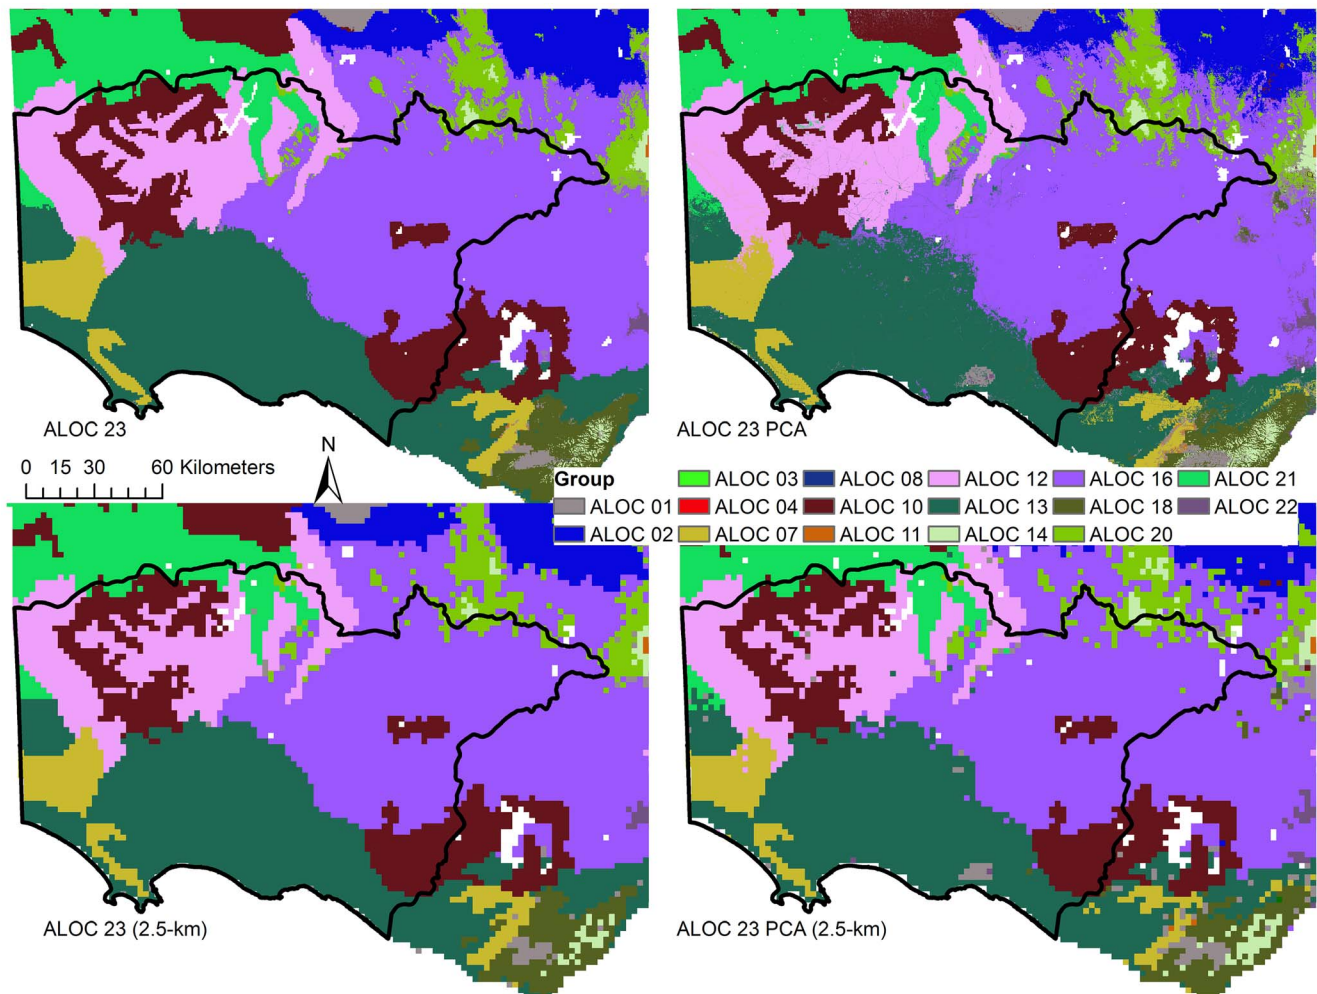 ALOC 23
ALOC 23 PCA
N
0 15 30 60 Kilometers
Group
ALOC 03 ALOC 08 ALOC 12 ALOC 16 ALOC 21
ALOC 01 ALOC 04 ALOC 10 ALOC 13 ALOC 18 ALOC 22
ALOC 02 ALOC 07 ALOC 11 ALOC 14 ALOC 20
ALOC 23 (2.5-km)
ALOC 23 PCA (2.5-km)